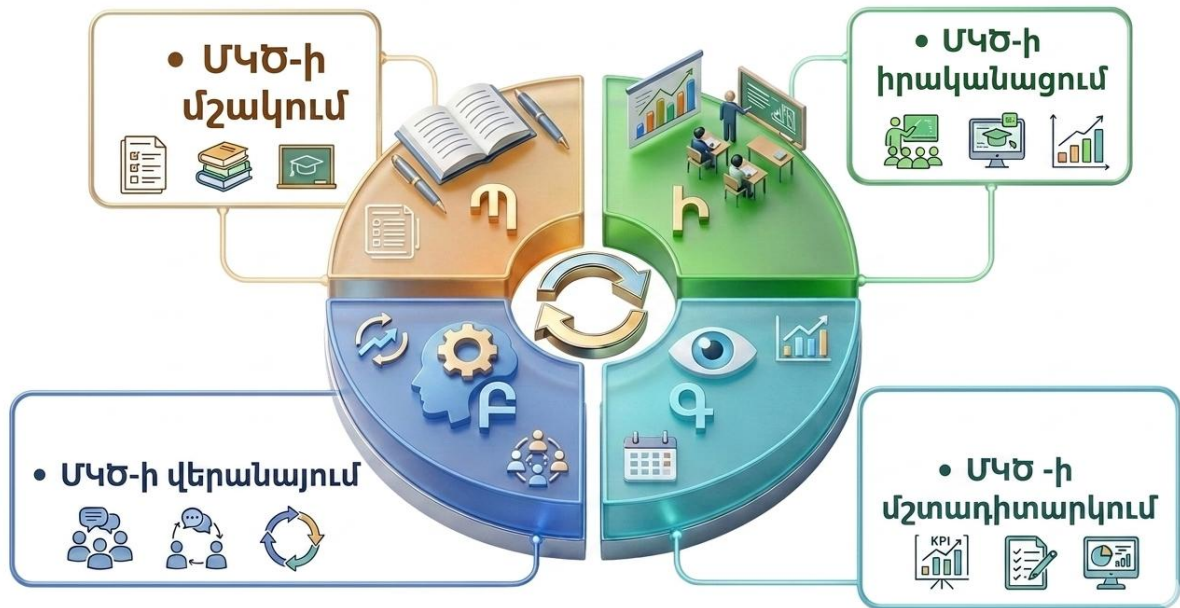 • ՄԿԾ-ի
մշակում
• ՄԿԾ-ի
իրականացում
Պ
Ի
Բ
Գ
• ՄԿԾ-ի վերանայում
• ՄԿԾ -ի
մշտադիտարկում
KPI